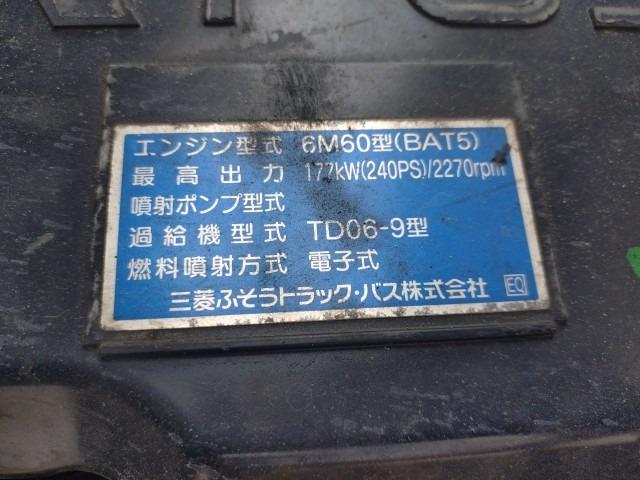 エンジン型式 6M60型(BAT5)
最高出力 177kW(240PS)/2270rpm
噴射ポンプ型式
過給機型式 TD06-9型
燃料噴射方式 電子式
三菱ふそうトラック・バス株式会社 EQ